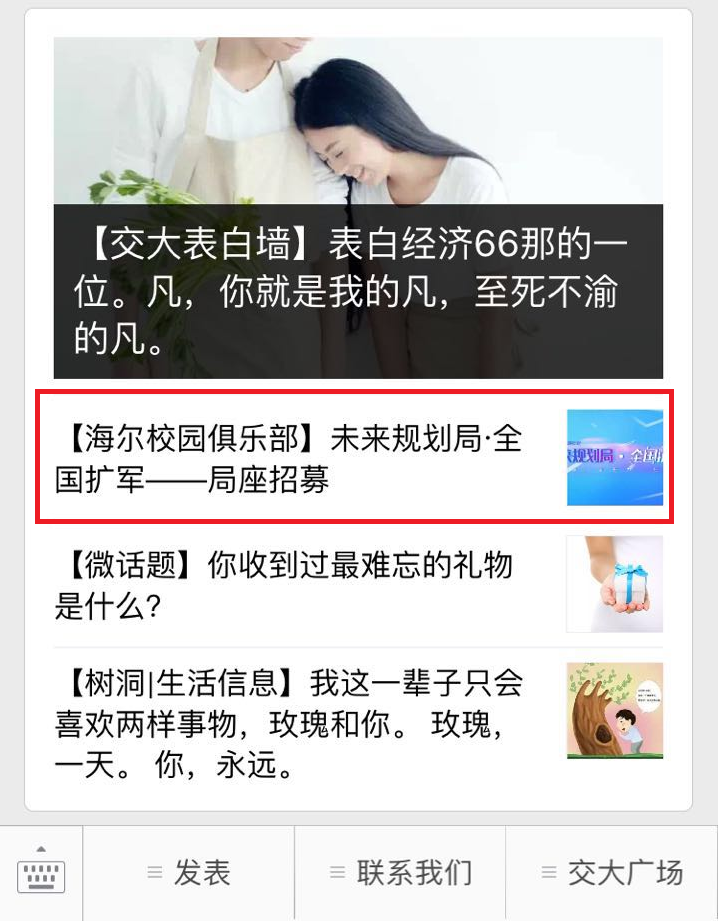 【交大表白墙】表白经济66那的一
位。凡，你就是我的凡，至死不渝
的凡。
【海尔校园俱乐部】未来规划局·全
国扩军——局座招募
规划局·全国
【微话题】你收到过最难忘的礼物
是什么?
【树洞|生活信息】我这一辈子只会
喜欢两样事物，玫瑰和你。 玫瑰，
一天。 你，永远。
发表
联系我们
交大广场